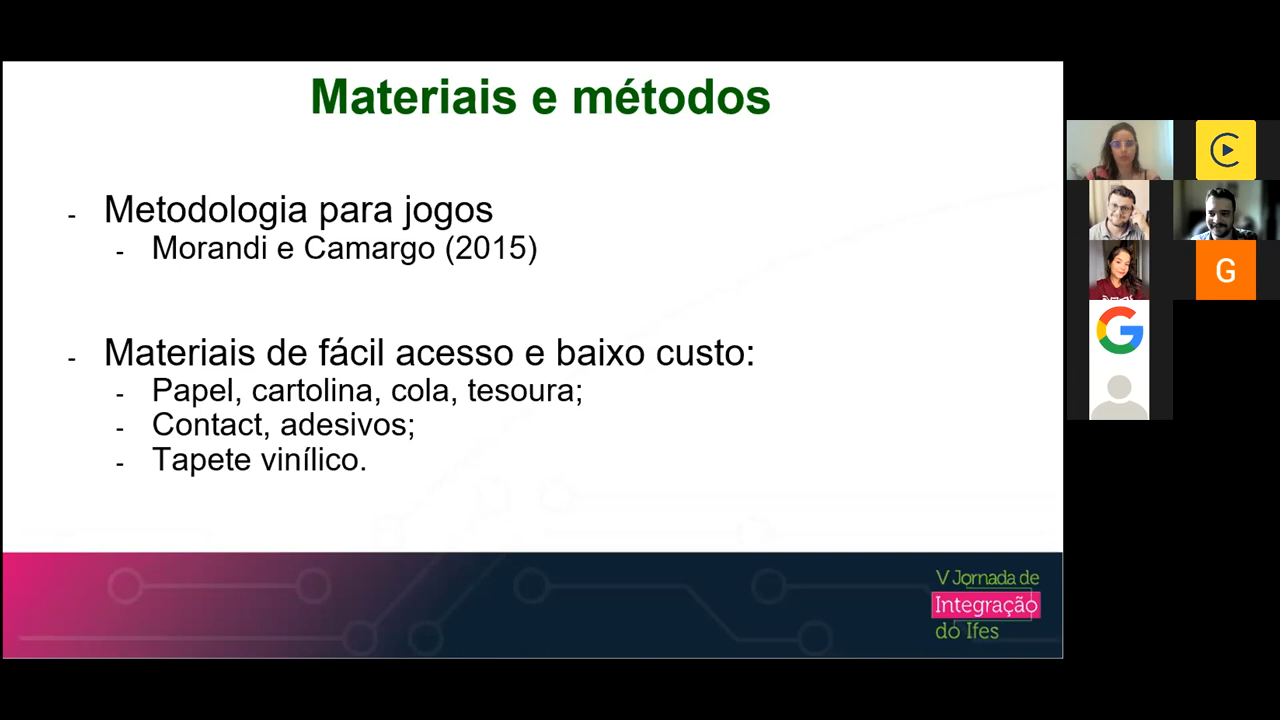 Materiais e métodos
- Metodologia para jogos
- Morandi e Camargo (2015)
- Materiais de fácil acesso e baixo custo:
- Papel, cartolina, cola, tesoura;
- Contact, adesivos;
- Tapete vinílico.
V Jornada de
Integração
do Ifes
G